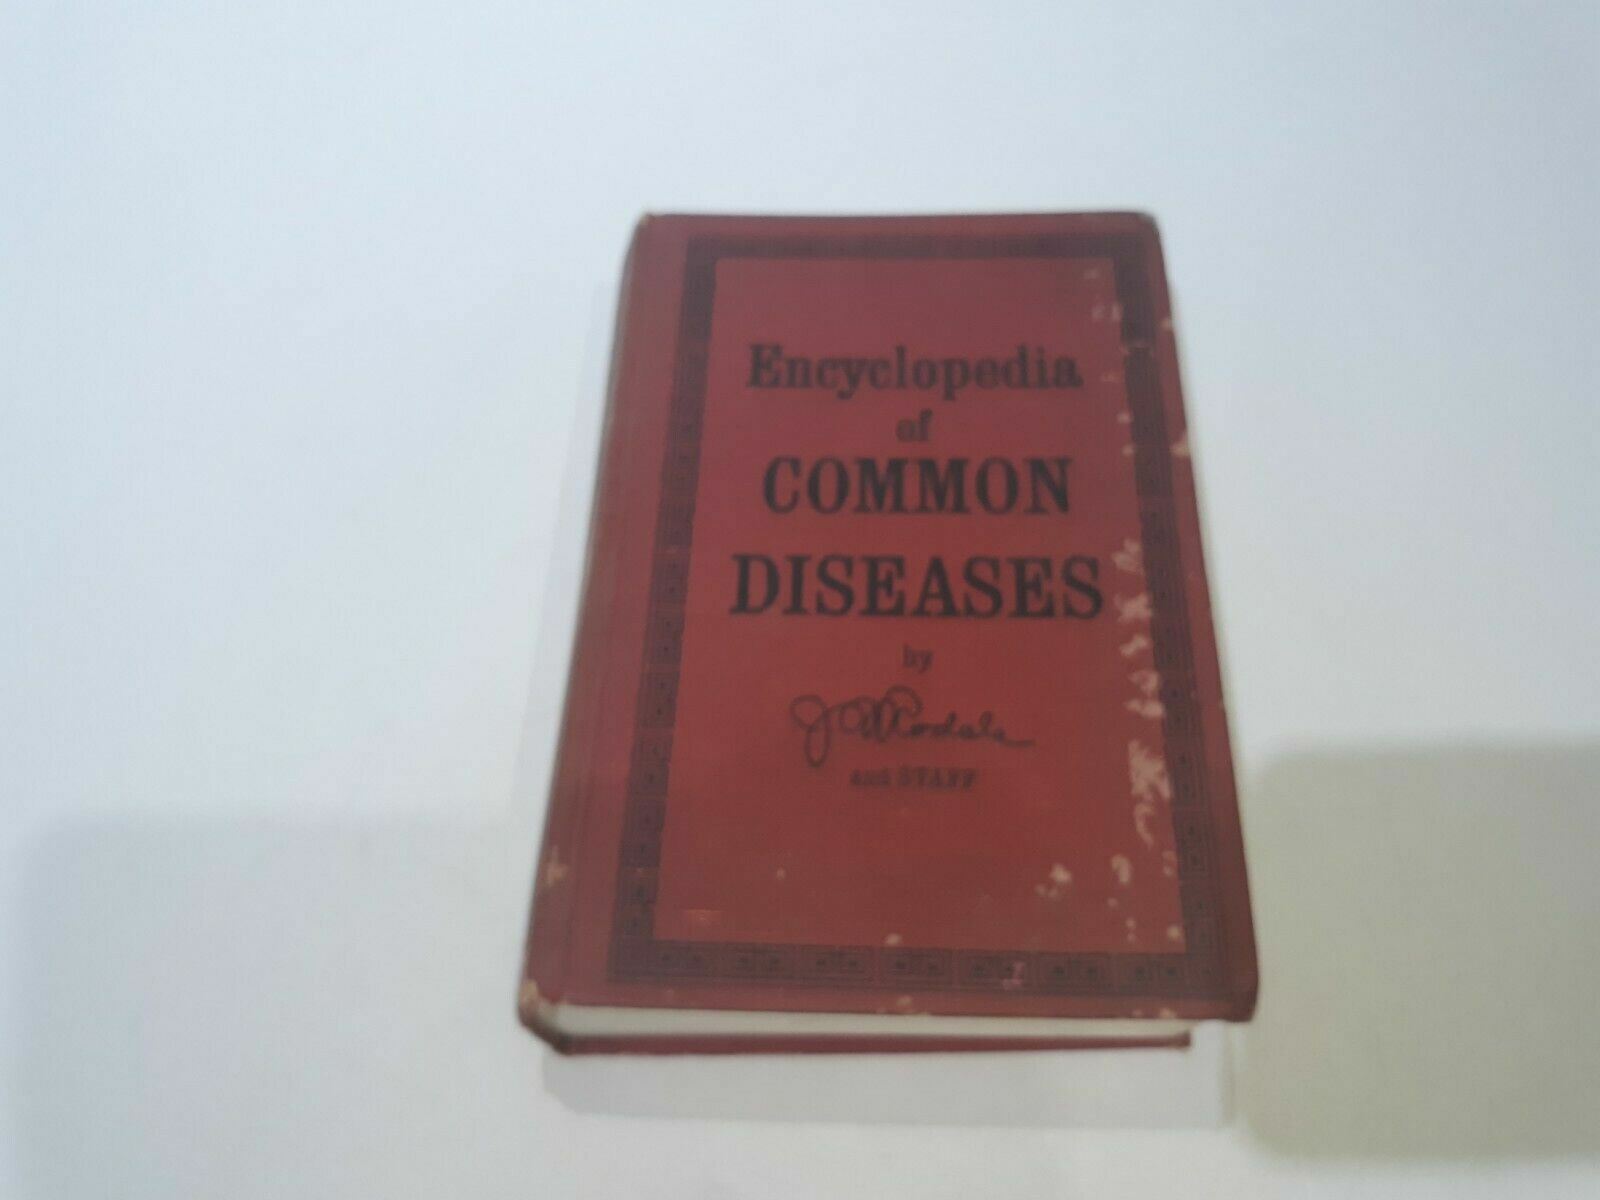 Encyclopedia
of
COMMON
DISEASES
by
J. I. Rodale
and STAFF